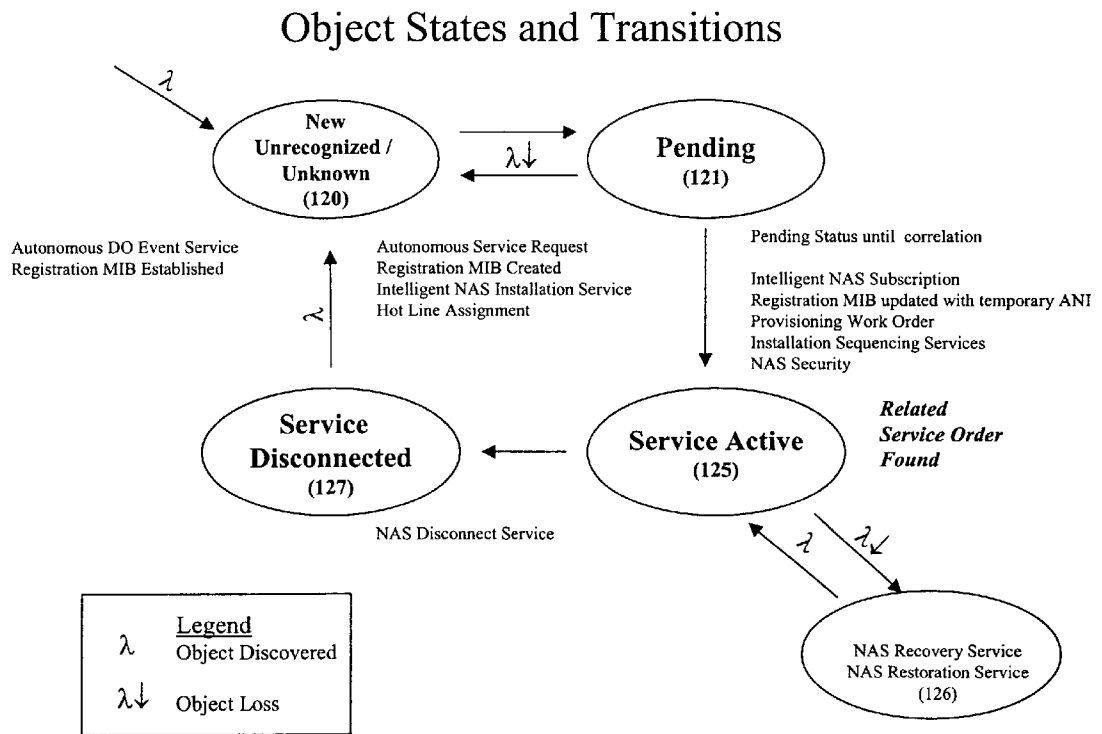 Object States and Transitions
λ
New
Unrecognized /
Unknown
(120)
λ↓
Pending
(121)
Autonomous DO Event Service
Registration MIB Established
λ
Autonomous Service Request
Registration MIB Created
Intelligent NAS Installation Service
Hot Line Assignment
Pending Status until correlation
Intelligent NAS Subscription
Registration MIB updated with temporary ANI
Provisioning Work Order
Installation Sequencing Services
NAS Security
Service
Disconnected
(127)
Service Active
(125)
Related
Service Order
Found
NAS Disconnect Service
λ
λ↓
NAS Recovery Service
NAS Restoration Service
(126)
Legend
λ Object Discovered
λ↓ Object Loss